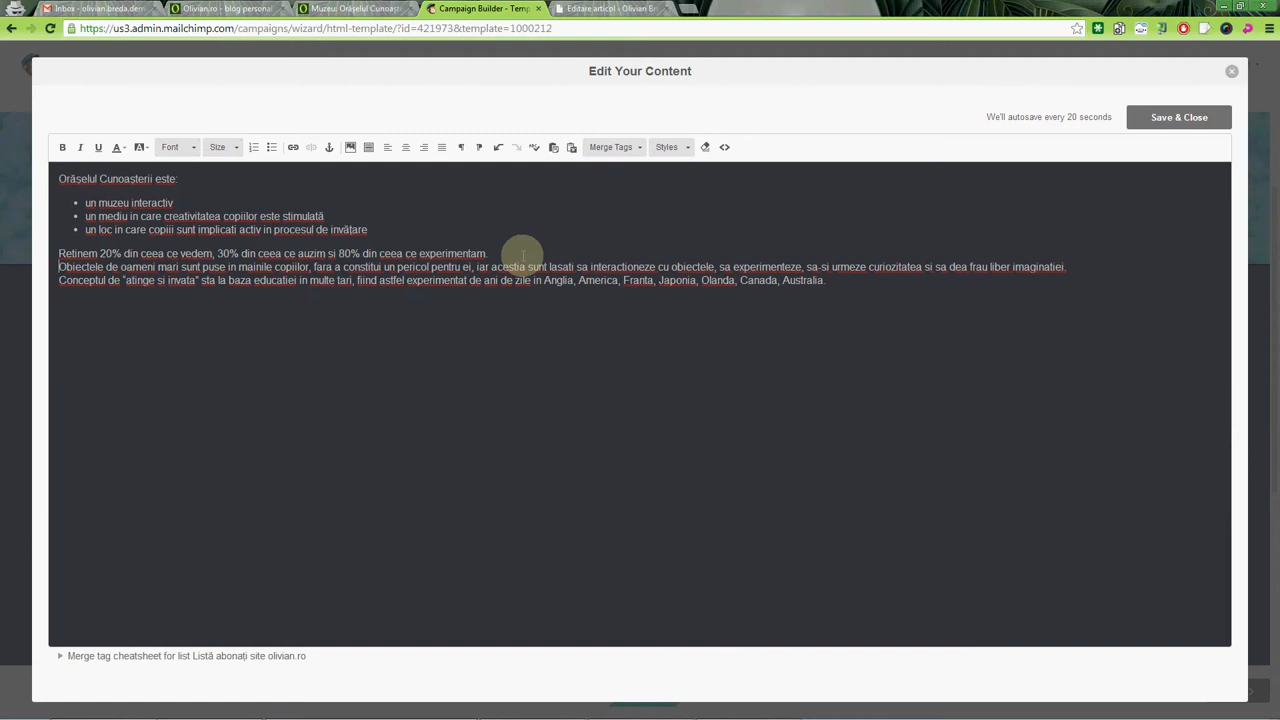 Inbox - olivian.breda.den
Olivian.ro - blog personal
Muzeu: Orășelul Cunoașt
Campaign Builder - Temp
Editare articol ‹ Olivian Br
https://us3.admin.mailchimp.com/campaigns/wizard/html-template/?id=421973&template=1000212
Edit Your Content
We'll autosave every 20 seconds
Save & Close
B I U A A Font Size Merge Tags Styles
Orășelul Cunoașterii este:
un muzeu interactiv
un mediu in care creativitatea copiilor este stimulată
un loc in care copiii sunt implicati activ in procesul de invățare
Retinem 20% din ceea ce vedem, 30% din ceea ce auzim si 80% din ceea ce experimentam.
Obiectele de oameni mari sunt puse in mainile copiilor, fara a constitui un pericol pentru ei, iar acestia sunt lasati sa interactioneze cu obiectele, sa experimenteze, sa-si urmeze curiozitatea si sa dea frau liber imaginatiei.
Conceptul de “atinge si invata” sta la baza educatiei in multe tari, fiind astfel experimentat de ani de zile in Anglia, America, Franta, Japonia, Olanda, Canada, Australia.
Merge tag cheatsheet for list Listă abonați site olivian.ro